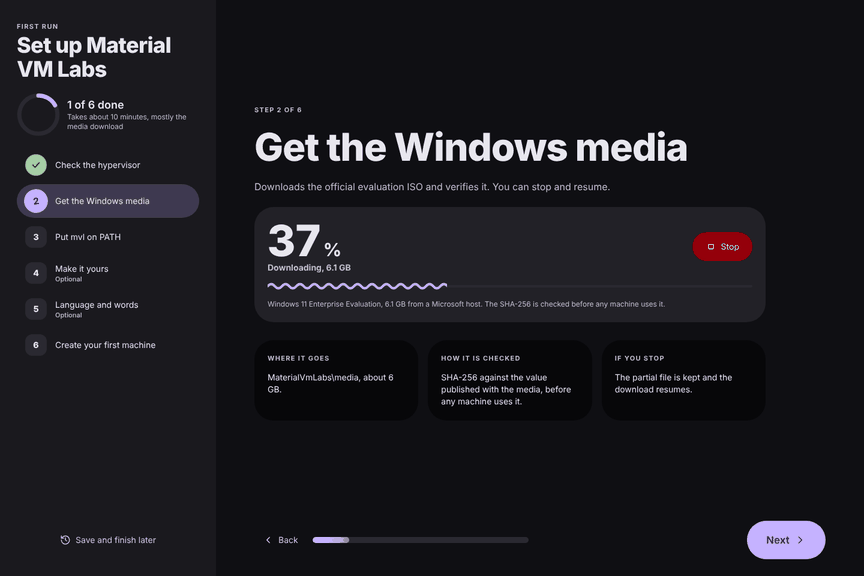 FIRST RUN
Set up Material
VM Labs
1 of 6 done
Takes about 10 minutes, mostly the
media download
Check the hypervisor
2 Get the Windows media
3 Put mvl on PATH
4 Make it yours
Optional
5 Language and words
Optional
6 Create your first machine
Save and finish later
STEP 2 OF 6
Get the Windows media
Downloads the official evaluation ISO and verifies it. You can stop and resume.
37 %
Downloading, 6.1 GB
Stop
Windows 11 Enterprise Evaluation, 6.1 GB from a Microsoft host. The SHA-256 is checked before any machine uses it.
WHERE IT GOES
MaterialVmLabs\media, about 6
GB.
HOW IT IS CHECKED
SHA-256 against the value
published with the media, before
any machine uses it.
IF YOU STOP
The partial file is kept and the
download resumes.
Back
Next